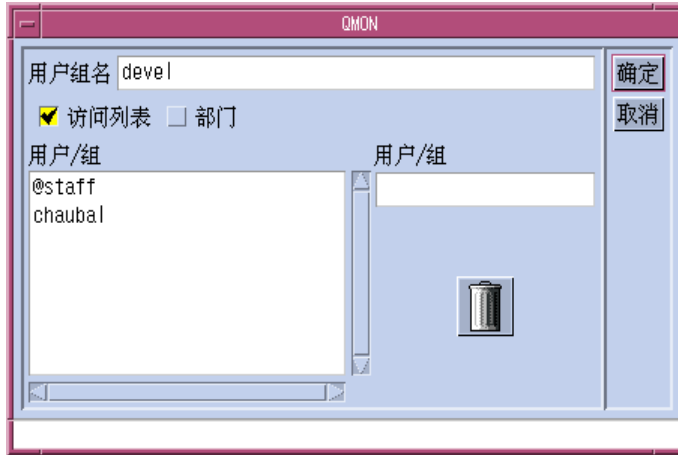 QMON
用户组名 devel
确定
访问列表 部门
取消
用户/组
用户/组
@staff
chaubal